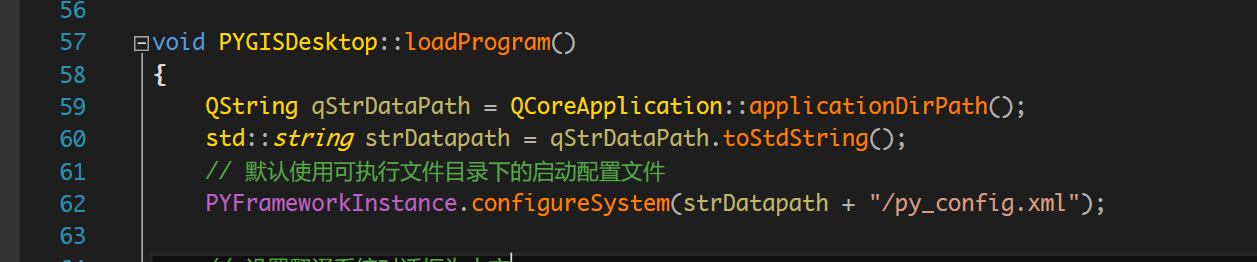 56
57 void PYGISDesktop::loadProgram()
58 {
59 QString qStrDataPath = QCoreApplication::applicationDirPath();
60 std::string strDatapath = qStrDataPath.toStdString();
61 // 默认使用可执行文件目录下的启动配置文件
62 PYFrameworkInstance.configureSystem(strDatapath + "/py_config.xml");
63